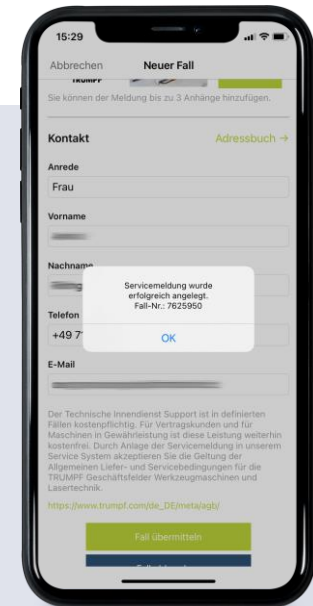 15:29
Abbrechen Neuer Fall
TRUMPF
Sie können der Meldung bis zu 3 Anhänge hinzufügen.
Kontakt Adressbuch →
Anrede
Frau
Vorname
Nachname
Servicemeldung wurde
erfolgreich angelegt.
Fall-Nr.: 7625950
OK
Telefon
+49 7
E-Mail
Der Technische Innendienst Support ist in definierten
Fällen kostenpflichtig. Für Vertragskunden und für
Maschinen in Gewährleistung ist diese Leistung weiterhin
kostenfrei. Durch Anlage der Servicemeldung in unserem
Service System akzeptieren Sie die Geltung der
Allgemeinen Liefer- und Servicebedingungen für die
TRUMPF Geschäftsfelder Werkzeugmaschinen und
Lasertechnik.
https://www.trumpf.com/de_DE/meta/agb/
Fall übermitteln